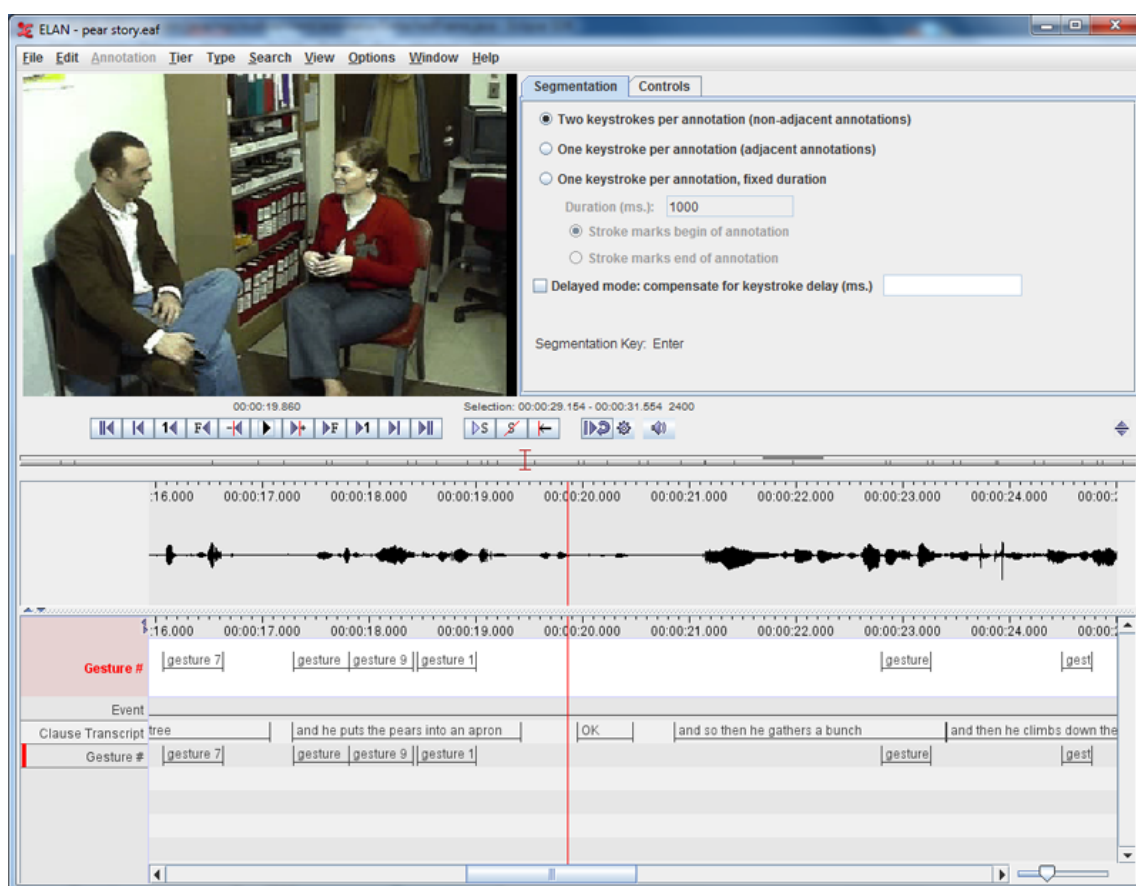 ELAN - pear story.eaf
File Edit Annotation Tier Type Search View Options Window Help
Segmentation Controls
Two keystrokes per annotation (non-adjacent annotations)
One keystroke per annotation (adjacent annotations)
One keystroke per annotation, fixed duration
Duration (ms.): 1000
Stroke marks begin of annotation
Stroke marks end of annotation
Delayed mode: compensate for keystroke delay (ms.)
Segmentation Key: Enter
00:00:19.860 Selection: 00:00:29.154 - 00:00:31.554 2400
1 F F 1 S S
:16.000 00:00:17.000 00:00:18.000 00:00:19.000 00:00:20.000 00:00:21.000 00:00:22.000 00:00:23.000 00:00:24.000 00:00:
:16.000 00:00:17.000 00:00:18.000 00:00:19.000 00:00:20.000 00:00:21.000 00:00:22.000 00:00:23.000 00:00:24.000 00:00:
Gesture # gesture 7 gesture gesture 9 gesture 1 gesture gest
Event
Clause Transcript tree and he puts the pears into an apron OK and so then he gathers a bunch and then he climbs down the
Gesture # gesture 7 gesture gesture 9 gesture 1 gesture gest